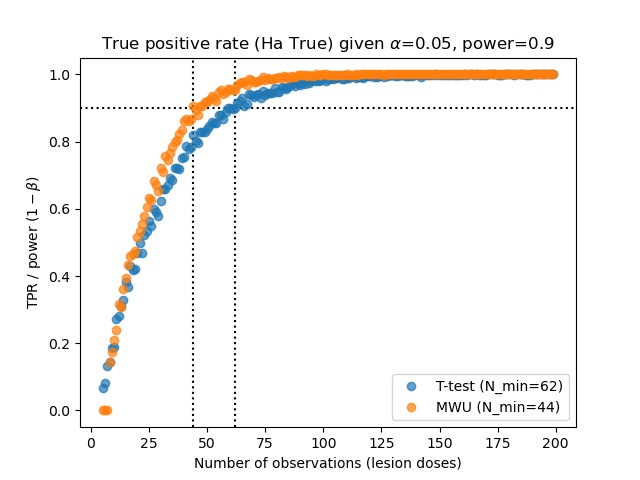 True positive rate (Ha True) given α=0.05, power=0.9
TPR / power (1 − β)
1.0
0.8
0.6
0.4
0.2
0.0
T-test (N_min=62)
MWU (N_min=44)
0 25 50 75 100 125 150 175 200
Number of observations (lesion doses)